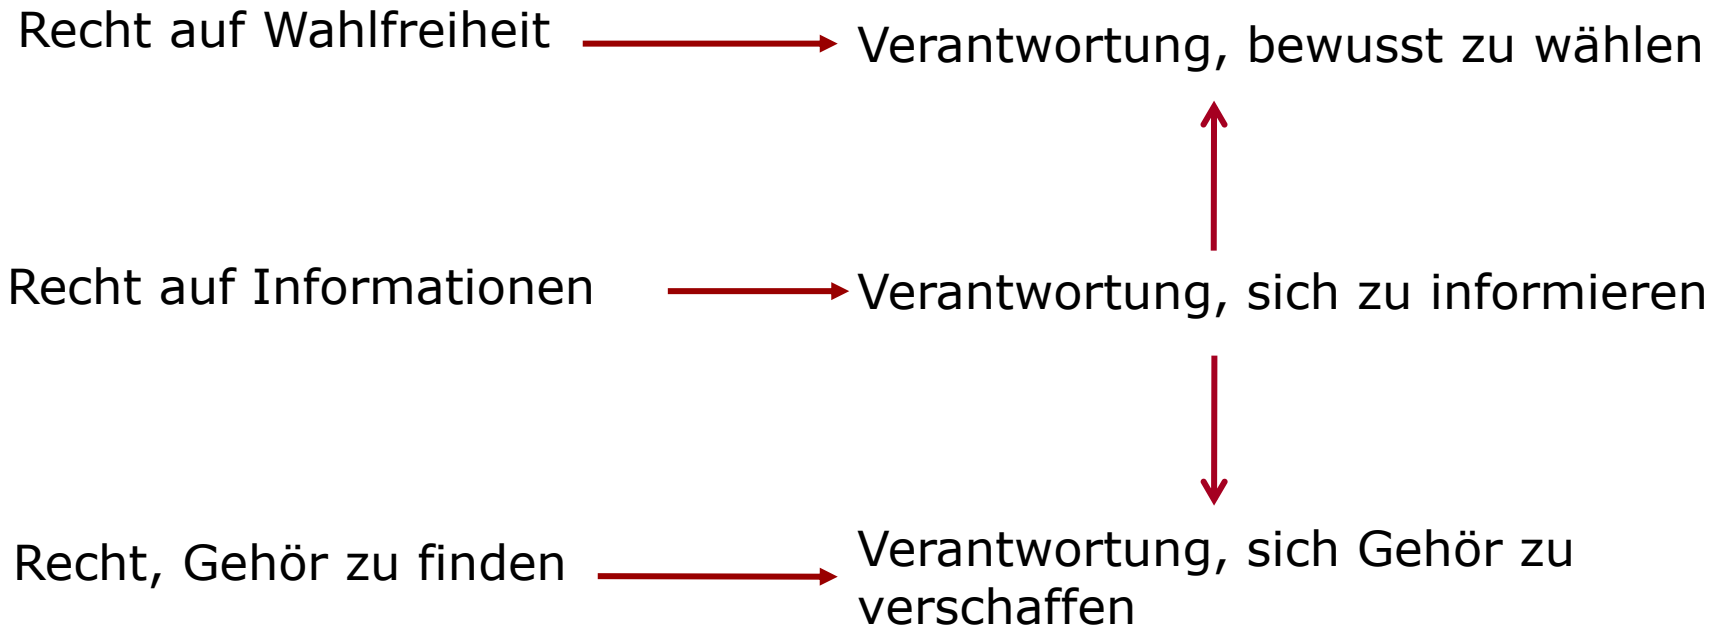 Recht auf Wahlfreiheit
Verantwortung, bewusst zu wählen
Recht auf Informationen
Verantwortung, sich zu informieren
Recht, Gehör zu finden
Verantwortung, sich Gehör zu
verschaffen